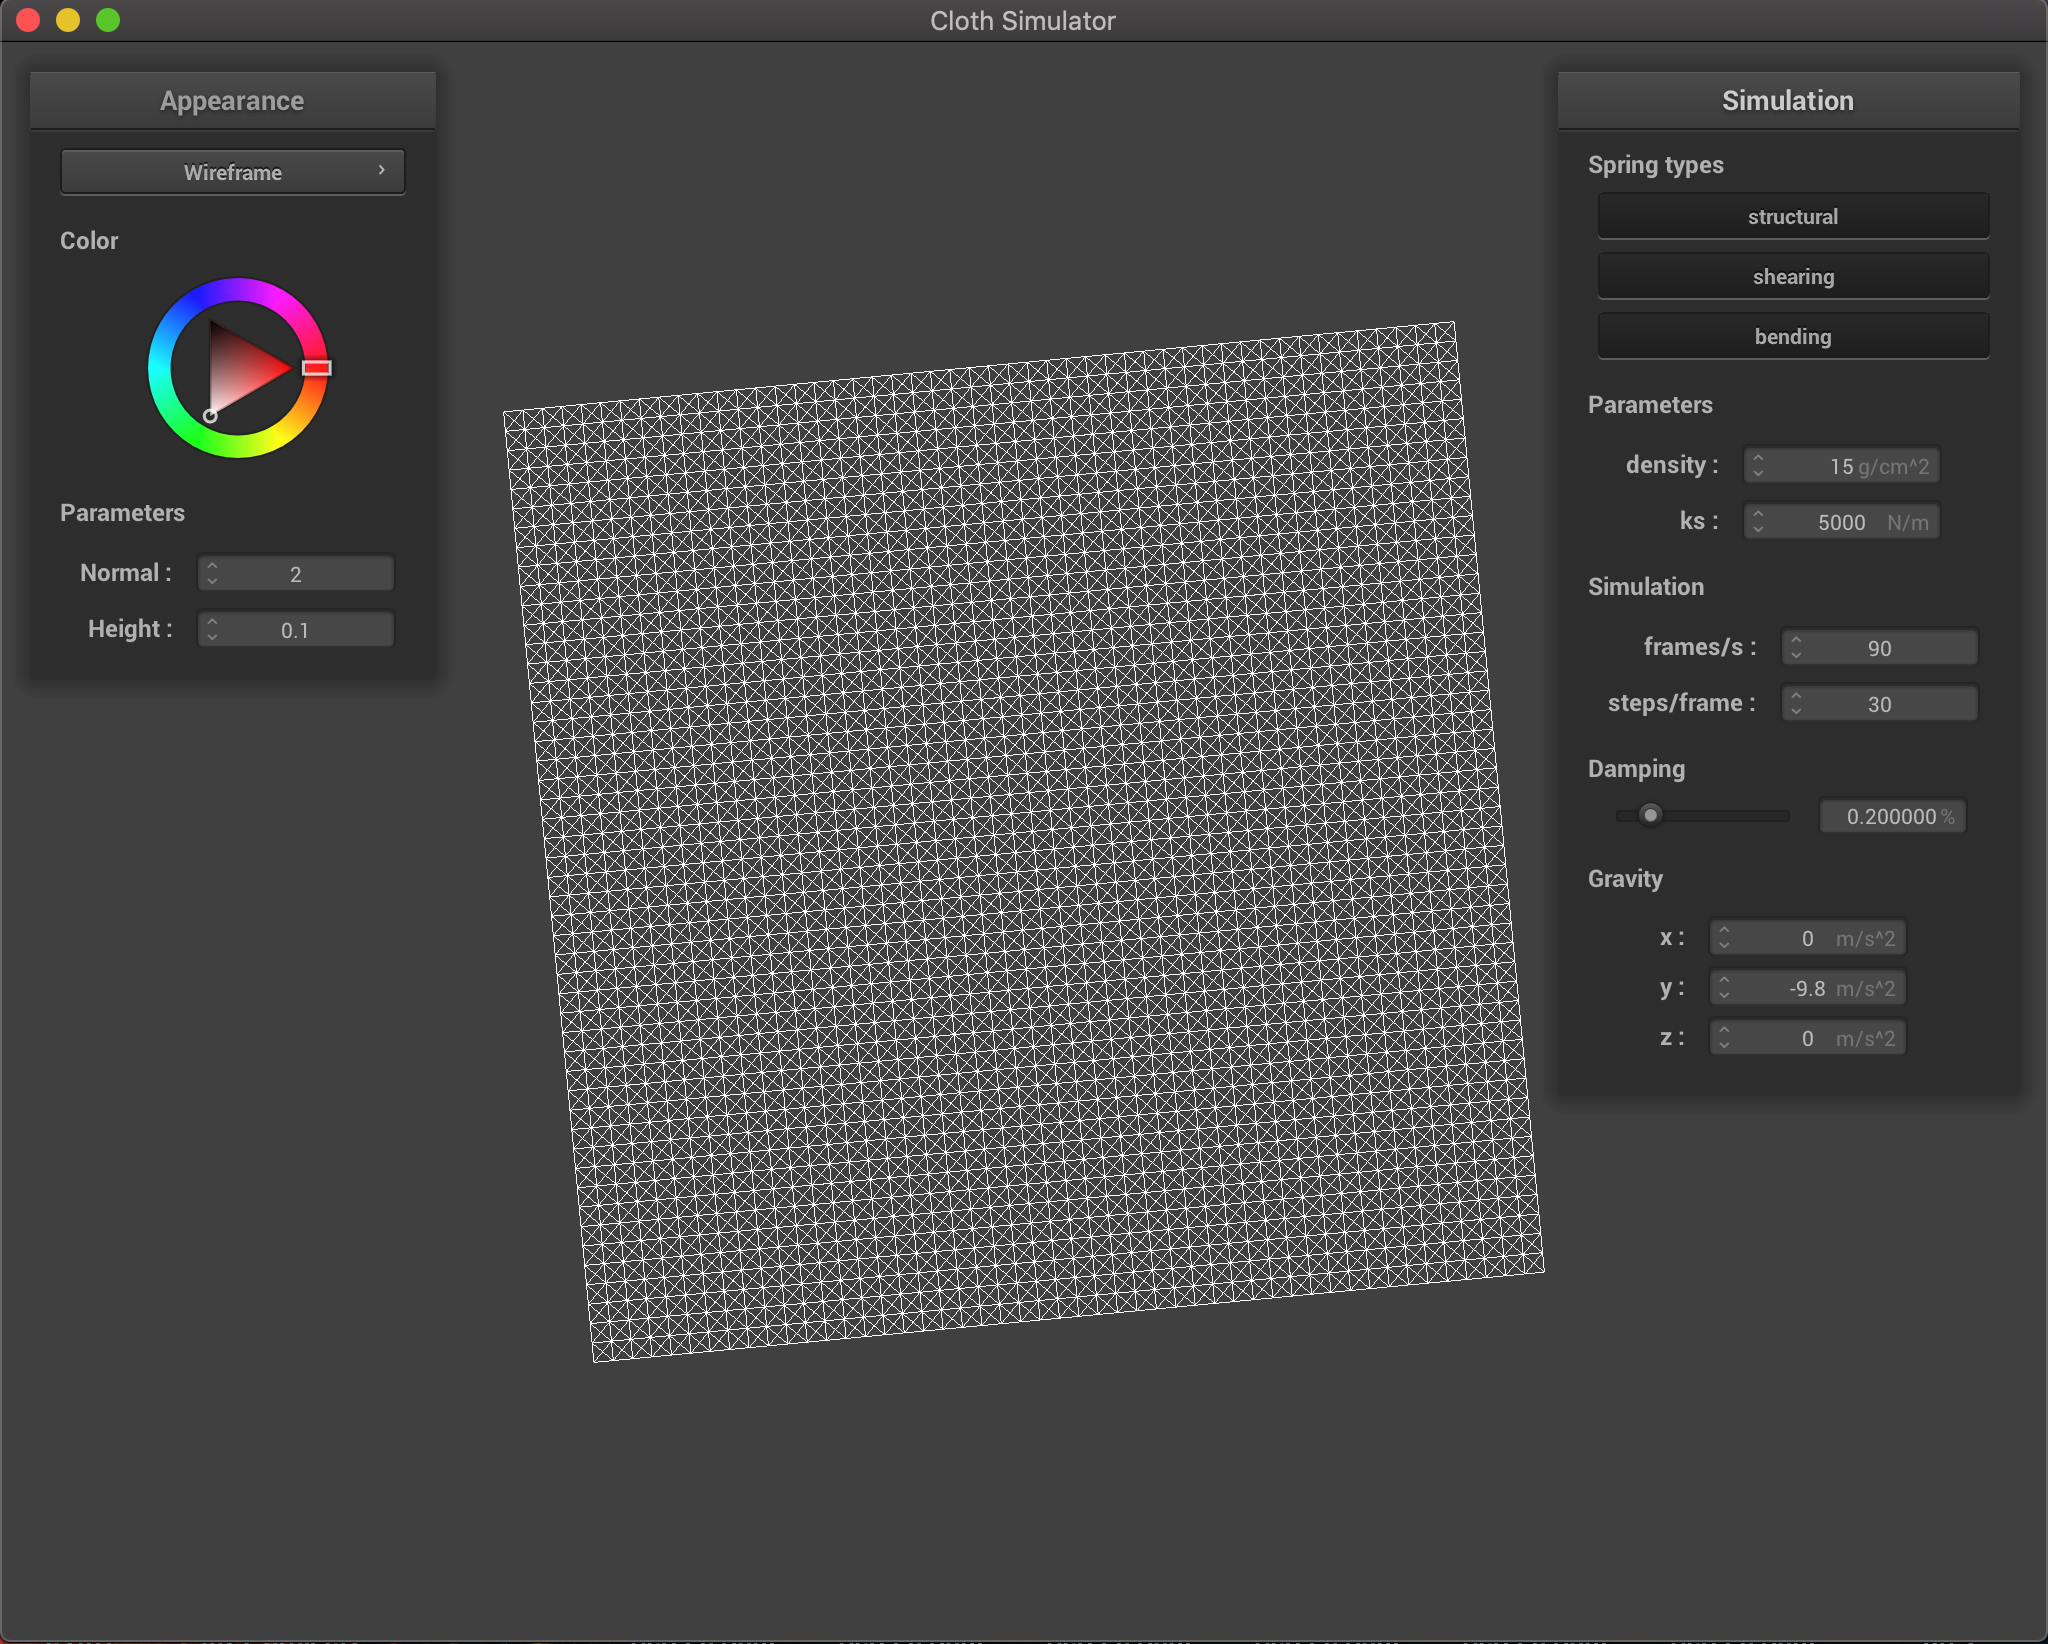 Cloth Simulator
Appearance
Wireframe
Color
Parameters
Normal : 2
Height : 0.1
Simulation
Spring types
structural
shearing
bending
Parameters
density : 15 g/cm^2
ks : 5000 N/m
Simulation
frames/s : 90
steps/frame : 30
Damping
0.200000 %
Gravity
x : 0 m/s^2
y : -9.8 m/s^2
z : 0 m/s^2